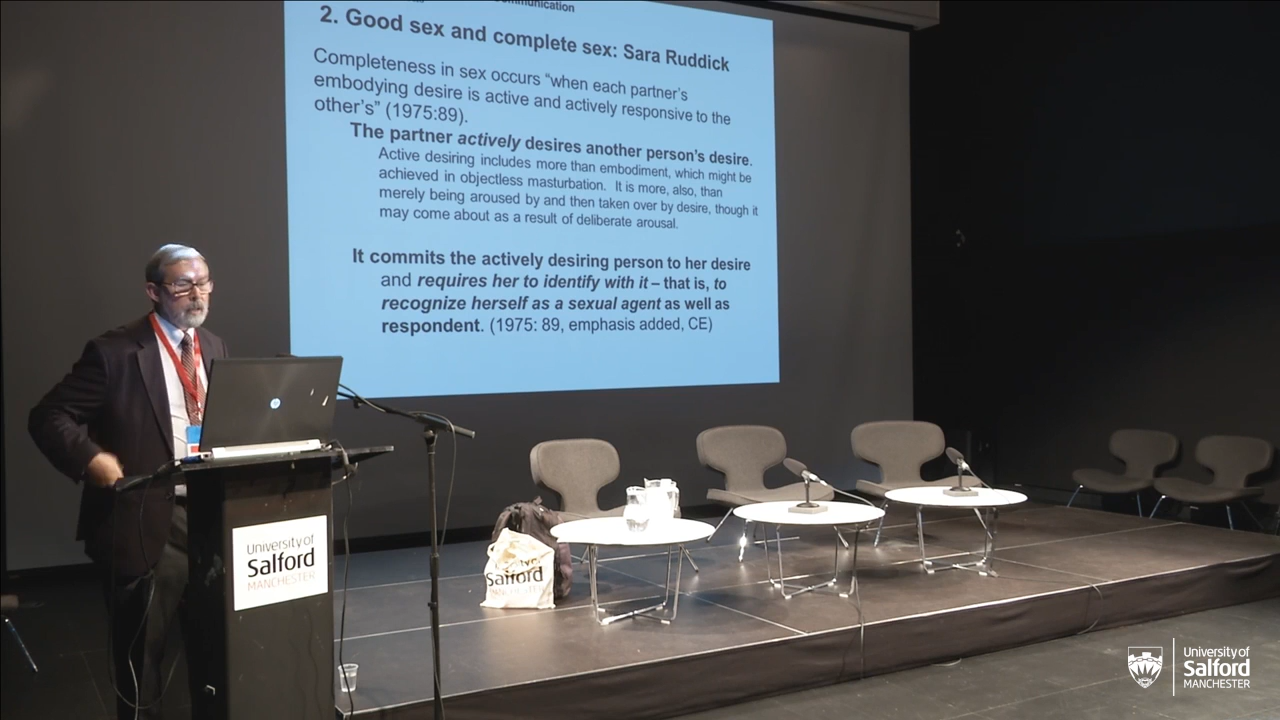 2. Good sex and complete sex: Sara Ruddick
Completeness in sex occurs “when each partner's
embodying desire is active and actively responsive to the
other's” (1975:89).
The partner actively desires another person's desire.
Active desiring includes more than embodiment, which might be
achieved in objectless masturbation. It is more, also, than
merely being aroused by and then taken over by desire, though it
may come about as a result of deliberate arousal.
It commits the actively desiring person to her desire
and requires her to identify with it – that is, to
recognize herself as a sexual agent as well as
respondent. (1975: 89, emphasis added, CE)
University of
Salford
MANCHESTER
Salford
MANCHESTER
University of
Salford
MANCHESTER